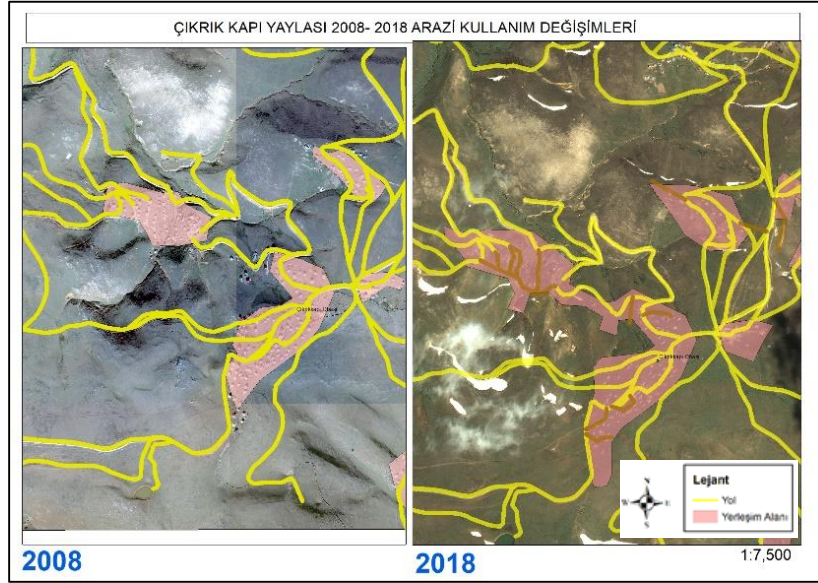 ÇIKRIK KAPI YAYLASI 2008- 2018 ARAZİ KULLANIM DEĞİŞİMLERİ
N
W E
S
Lejant
Yol
Yerleşim Alanı
2008
2018
1:7,500